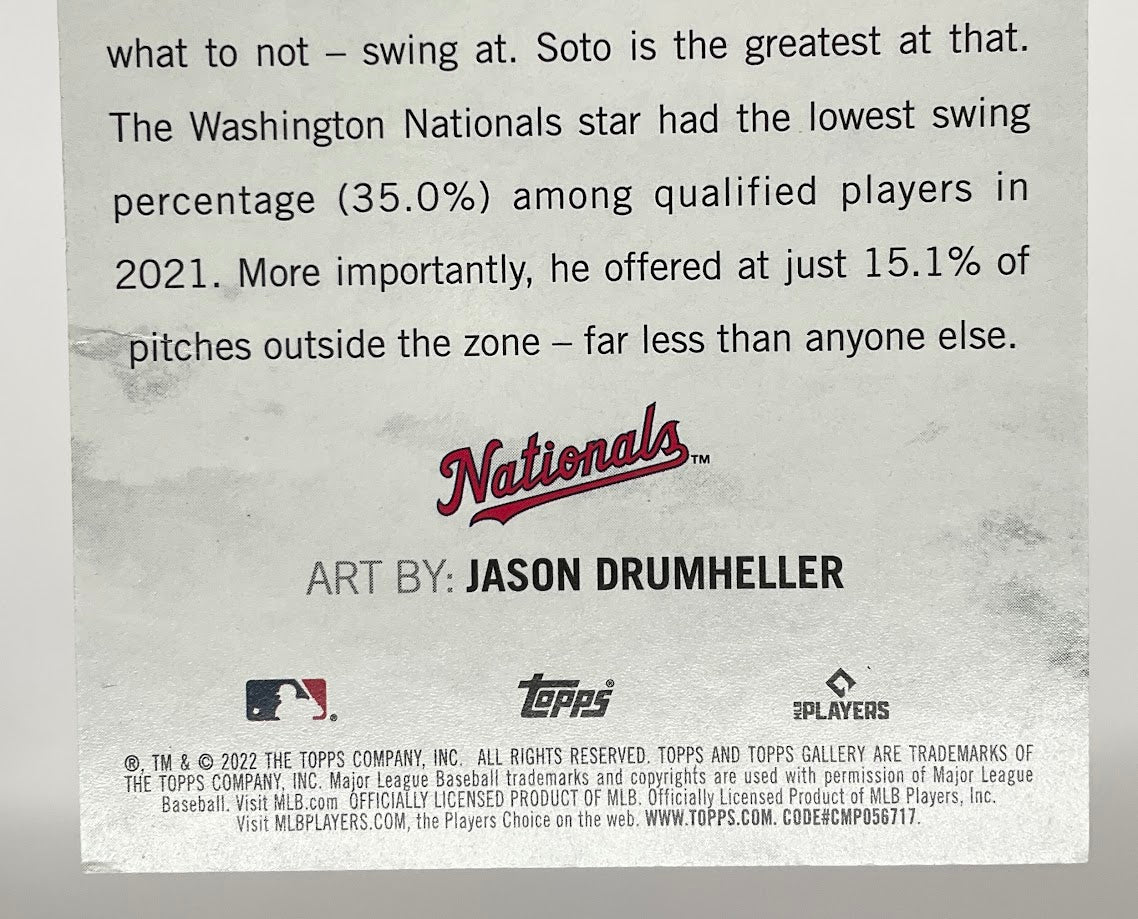 what to not – swing at. Soto is the greatest at that.
The Washington Nationals star had the lowest swing
percentage (35.0%) among qualified players in
2021. More importantly, he offered at just 15.1% of
pitches outside the zone – far less than anyone else.
Nationals™
ART BY: JASON DRUMHELLER
® Topps® MLB PLAYERS
®, TM & © 2022 THE TOPPS COMPANY, INC. ALL RIGHTS RESERVED. TOPPS AND TOPPS GALLERY ARE TRADEMARKS OF
THE TOPPS COMPANY, INC. Major League Baseball trademarks and copyrights are used with permission of Major League
Baseball. Visit MLB.com OFFICIALLY LICENSED PRODUCT OF MLB. Officially Licensed Product of MLB Players, Inc.
Visit MLBPLAYERS.COM, the Players Choice on the web. WWW.TOPPS.COM. CODE#CMP056717.